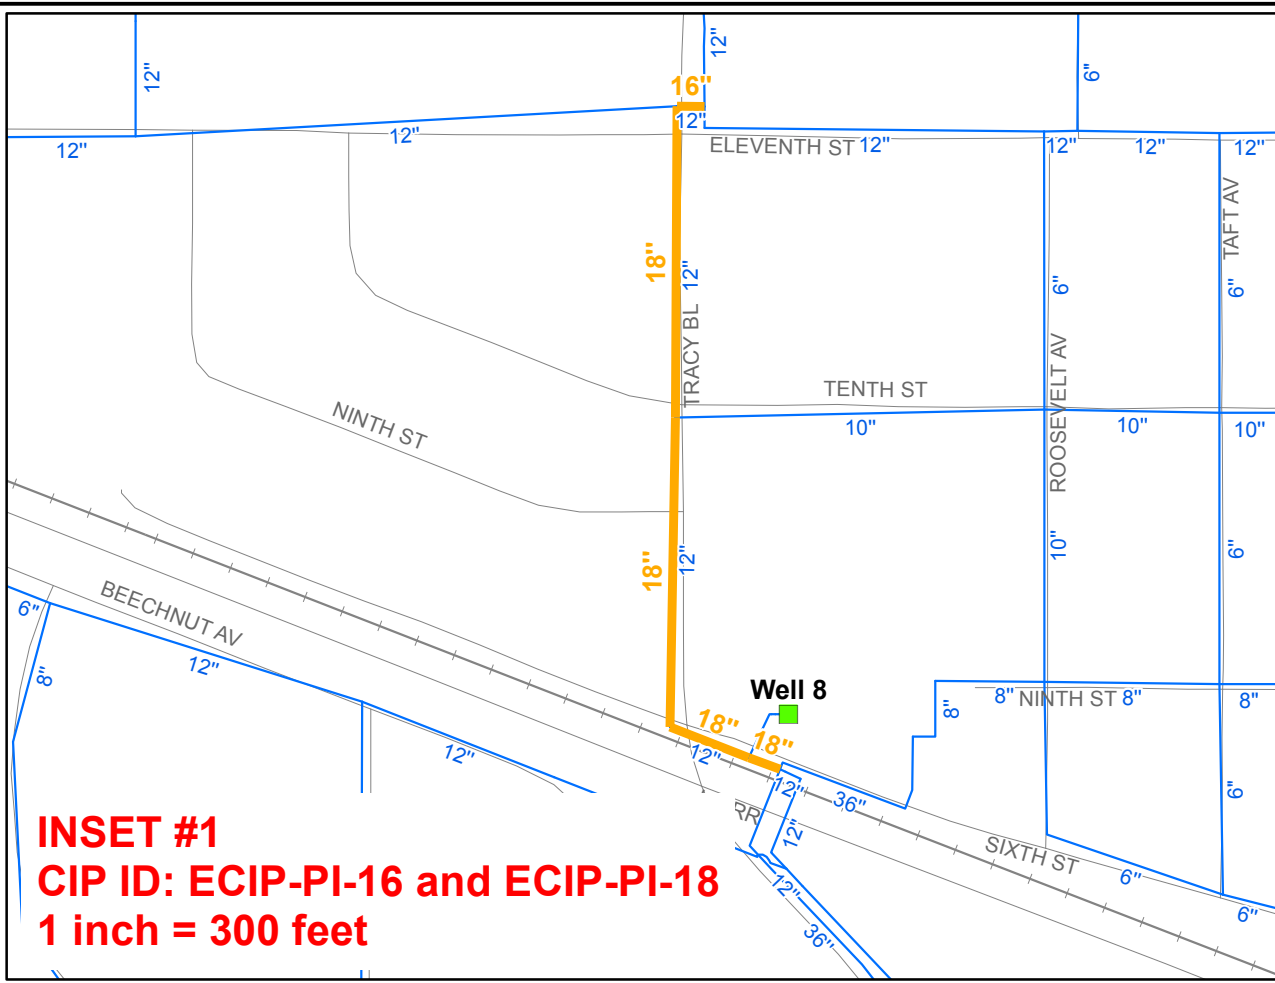 12"
16"
12"
6"
12"
12"
12"
ELEVENTH ST
12"
12"
12"
12"
18"
12"
TRACY BL
6"
ROOSEVELT AV
TAFT AV
6"
TENTH ST
10"
10"
10"
NINTH ST
18"
12"
10"
6"
BEECHNUT AV
6"
8"
12"
12"
Well 8
18"
18"
12"
12"
36"
12"
8"
8"
NINTH ST
8"
8"
6"
SIXTH ST
6"
6"
RR
12"
36"
INSET #1
CIP ID: ECIP-PI-16 and ECIP-PI-18
1 inch = 300 feet